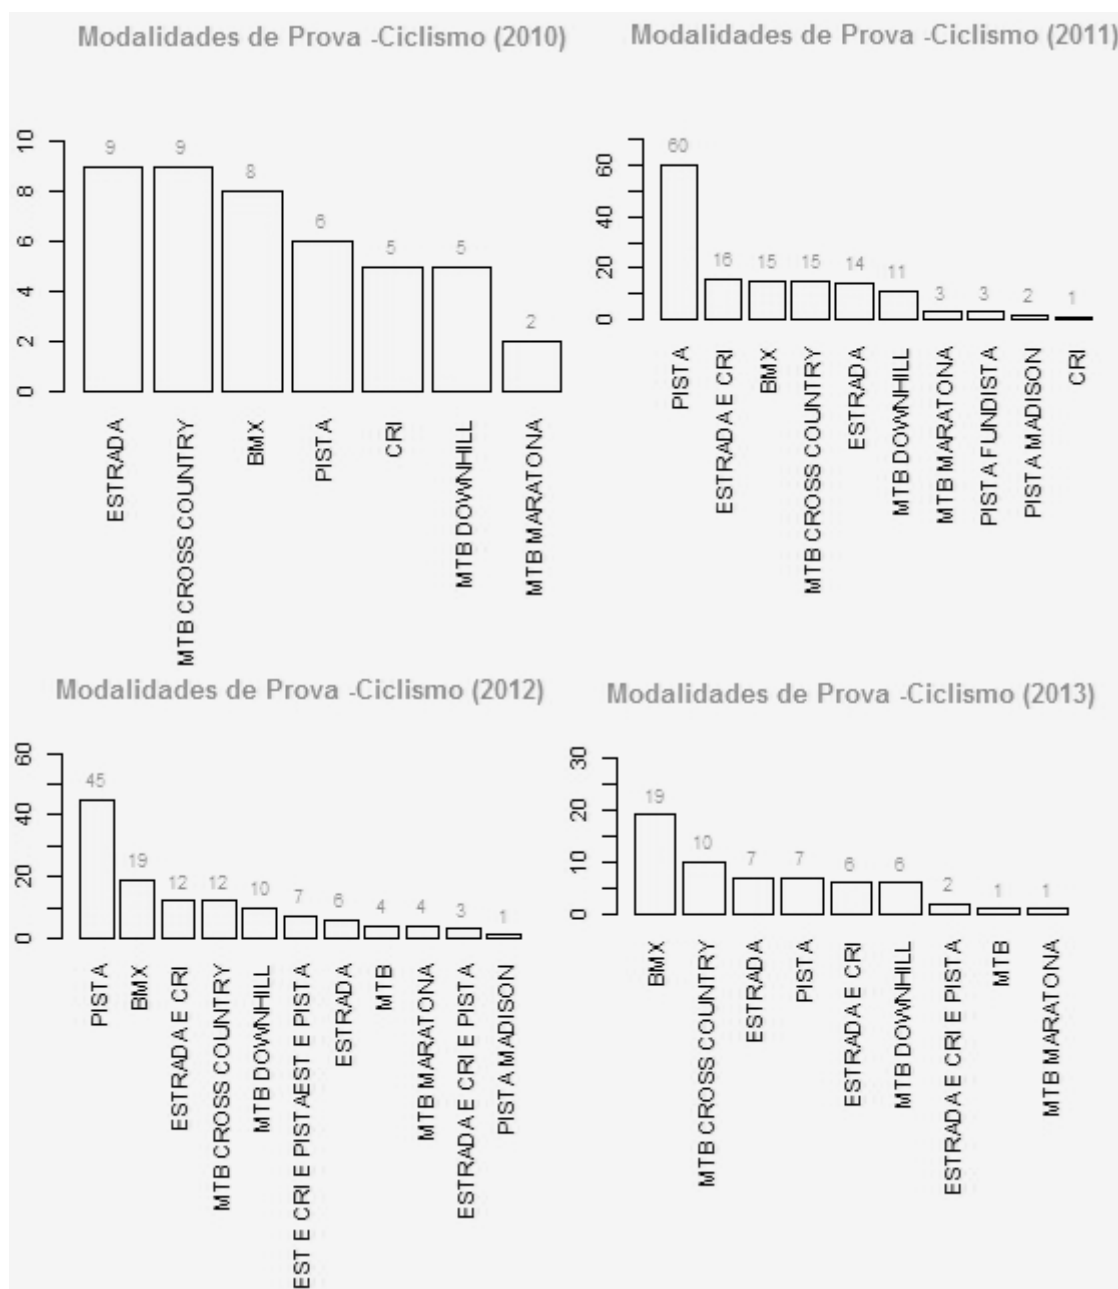 Modalidades de Prova -Ciclismo (2010)
10
8
6
4
2
0
9
9
8
6
5
5
2
ESTRADA
MTB CROSS COUNTRY
BMX
PISTA
CRI
MTB DOWNHILL
MTB MARATONA
Modalidades de Prova -Ciclismo (2011)
60
40
20
0
60
16
15
15
14
11
3
3
2
1
PISTA
ESTRADA E CRI
BMX
MTB CROSS COUNTRY
ESTRADA
MTB DOWNHILL
MTB MARATONA
PISTA FUNDISTA
PISTA MADISON
CRI
Modalidades de Prova -Ciclismo (2012)
60
40
20
0
45
19
12
12
10
7
6
4
4
3
1
PISTA
BMX
ESTRADA E CRI
MTB CROSS COUNTRY
MTB DOWNHILL
EST E CRI E PISTAEST E PISTA
ESTRADA
MTB
MTB MARATONA
ESTRADA E CRI E PISTA
PISTA MADISON
Modalidades de Prova -Ciclismo (2013)
30
20
10
0
19
10
7
7
6
6
2
1
1
BMX
MTB CROSS COUNTRY
ESTRADA
PISTA
ESTRADA E CRI
MTB DOWNHILL
ESTRADA E CRI E PISTA
MTB
MTB MARATONA